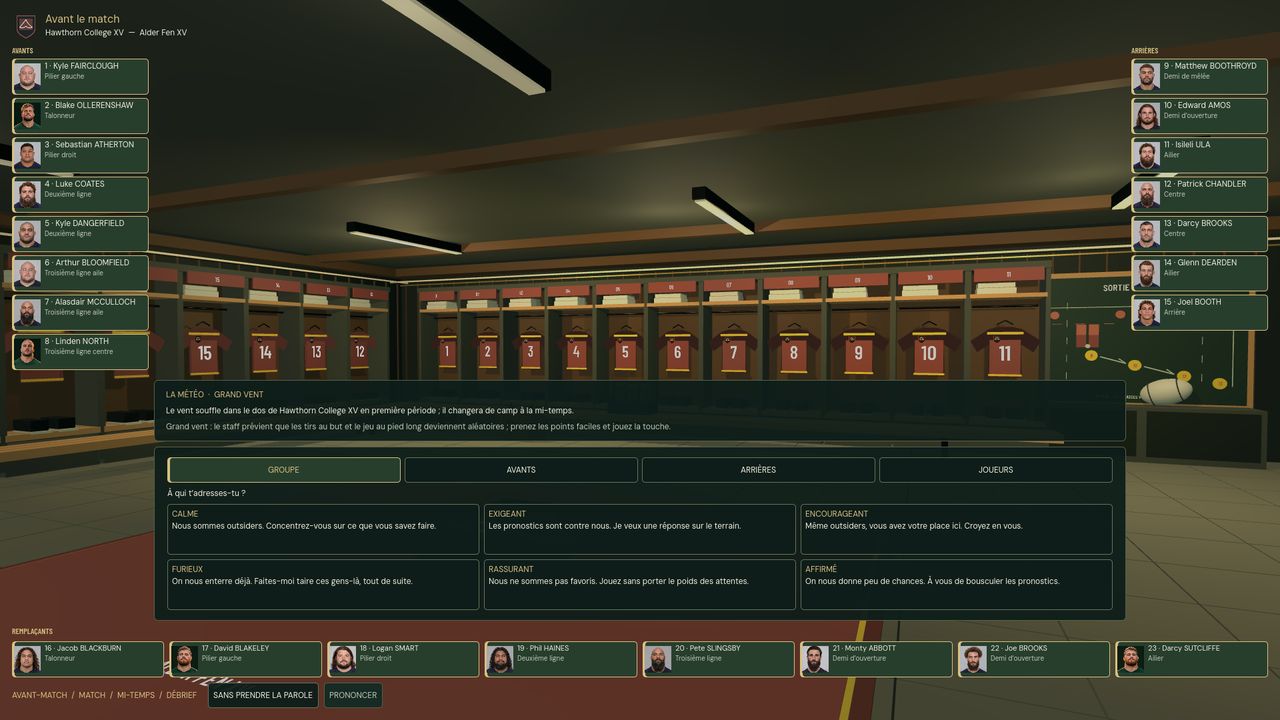 Avant le match
Hawthorn College XV — Alder Fen XV
AVANTS
1 · Kyle FAIRCLOUGH
Pilier gauche
2 · Blake OLLERENSHAW
Talonneur
3 · Sebastian ATHERTON
Pilier droit
4 · Luke COATES
Deuxième ligne
5 · Kyle DANGERFIELD
Deuxième ligne
6 · Arthur BLOOMFIELD
Troisième ligne aile
7 · Alasdair MCCULLOCH
Troisième ligne aile
8 · Linden NORTH
Troisième ligne centre
ARRIÈRES
9 · Matthew BOOTHROYD
Demi de mêlée
10 · Edward AMOS
Demi d'ouverture
11 · Isileli ULA
Ailier
12 · Patrick CHANDLER
Centre
13 · Darcy BROOKS
Centre
14 · Glenn DEARDEN
Ailier
15 · Joel BOOTH
Arrière
SORTIE
15 14 13 12 1 2 3 4 5 6 7 8 9 10 11
LA MÉTÉO · GRAND VENT
Le vent souffle dans le dos de Hawthorn College XV en première période ; il changera de camp à la mi-temps.
Grand vent : le staff prévient que les tirs au but et le jeu au pied long deviennent aléatoires ; prenez les points faciles et jouez la touche.
GROUPE
AVANTS
ARRIÈRES
JOUEURS
À qui t'adresses-tu ?
CALME
Nous sommes outsiders. Concentrez-vous sur ce que vous savez faire.
EXIGEANT
Les pronostics sont contre nous. Je veux une réponse sur le terrain.
ENCOURAGEANT
Même outsiders, vous avez votre place ici. Croyez en vous.
FURIEUX
On nous enterre déjà. Faites-moi taire ces gens-là, tout de suite.
RASSURANT
Nous ne sommes pas favoris. Jouez sans porter le poids des attentes.
AFFIRMÉ
On nous donne peu de chances. À vous de bousculer les pronostics.
REMPLAÇANTS
16 · Jacob BLACKBURN
Talonneur
17 · David BLAKELEY
Pilier gauche
18 · Logan SMART
Pilier droit
19 · Phil HAINES
Deuxième ligne
20 · Pete SLINGSBY
Troisième ligne
21 · Monty ABBOTT
Demi d'ouverture
22 · Joe BROOKS
Demi d'ouverture
23 · Darcy SUTCLIFFE
Ailier
AVANT-MATCH / MATCH / MI-TEMPS / DÉBRIEF
SANS PRENDRE LA PAROLE
PRONONCER